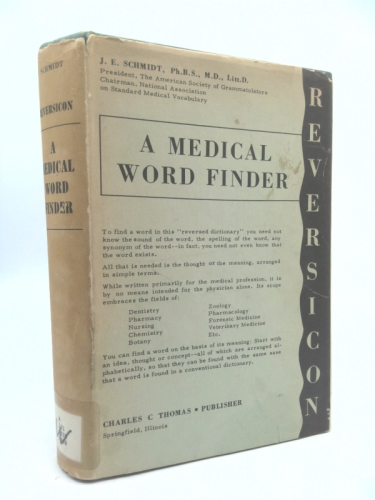 SCHMIDT
REVERSICON
A
MEDICAL
WORD
FINDER
J. E. SCHMIDT, Ph.B.S., M.D., Litt.D.
President, The American Society of Grammatolators
Chairman, National Association
on Standard Medical Vocabulary
A MEDICAL
WORD FINDER
REVERSICON
To find a word in this "reversed dictionary" you need not
know the sound of the word, the spelling of the word, any
synonym of the word--in fact, you need not even know that
the word exists.
All that is needed is the thought or the meaning, arranged
in simple terms.
While written primarily for the medical profession, it is
by no means intended for the physician alone. Its scope
embraces the fields of:
Dentistry
Pharmacy
Nursing
Chemistry
Botany
Zoology
Pharmacology
Forensic Medicine
Veterinary Medicine
Etc.
You can find a word on the basis of its meaning: Start with
an idea, thought or concept--all of which are arranged al-
phabetically, so that they can be found with the same ease
that a word is found in a conventional dictionary.
CHARLES C THOMAS • PUBLISHER
Springfield, Illinois